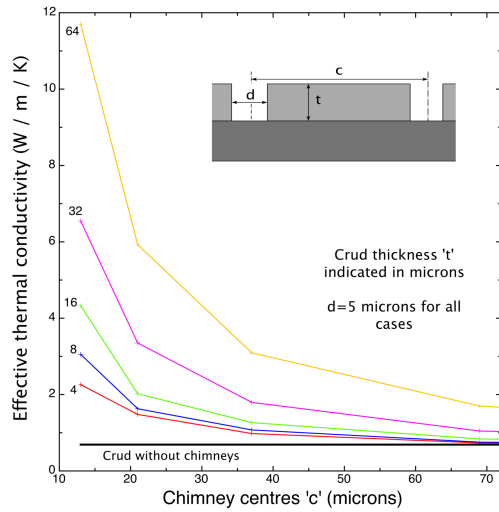 Effective thermal conductivity (W / m / K)
12
10
8
6
4
2
0
64
32
16
8
4
c
d
t
Crud thickness 't'
indicated in microns
d=5 microns for all
cases
Crud without chimneys
10
20
30
40
50
60
70
Chimney centres 'c' (microns)